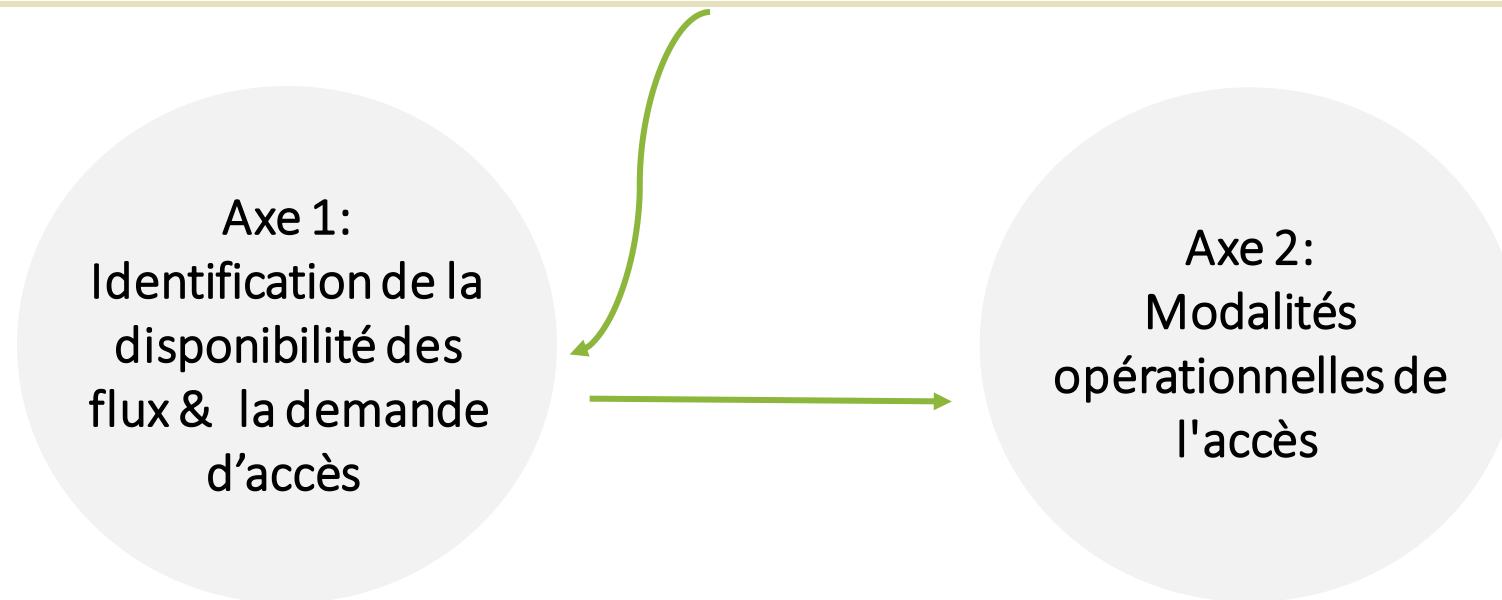 Axe 1:
Identification de la
disponibilité des
flux & la demande
d’accès
Axe 2:
Modalités
opérationnelles de
l'accès